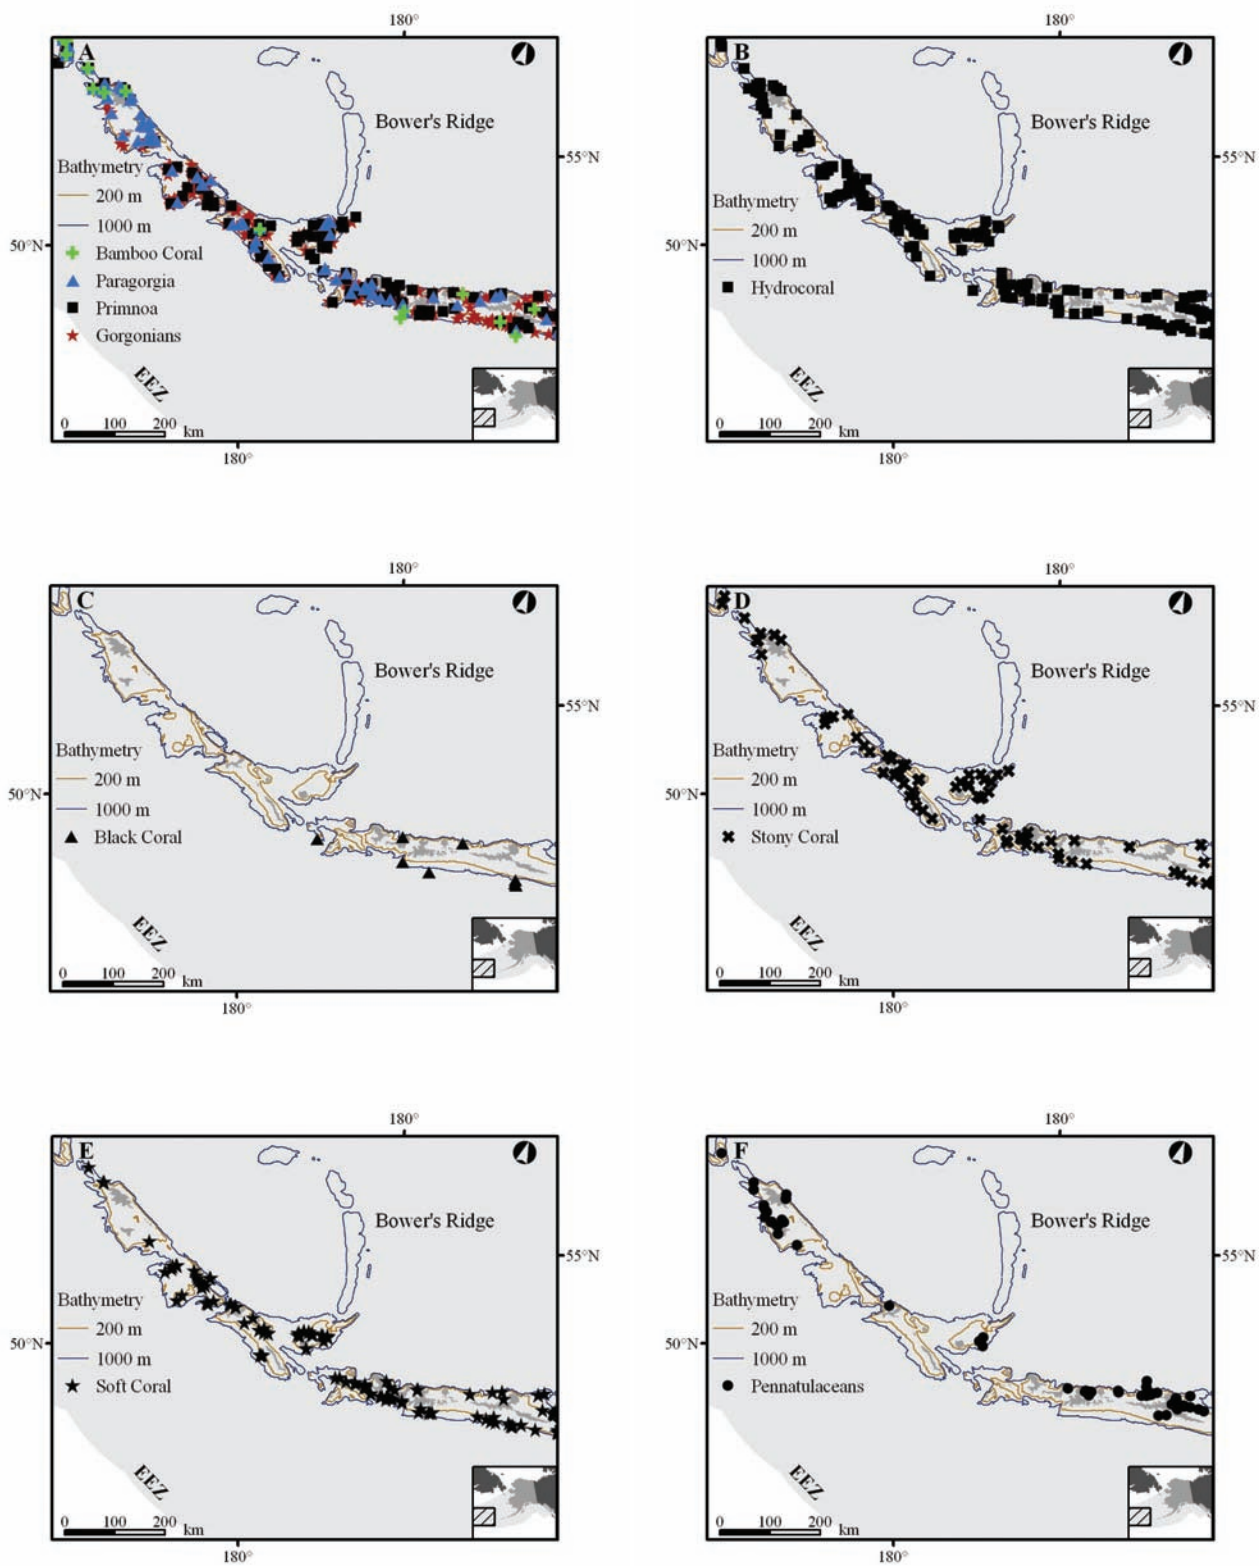 180°
A
Bower's Ridge
55°N
Bathymetry
200 m
1000 m
50°N
Bamboo Coral
Paragorgia
Primnoa
Gorgonians
EEZ
0 100 200 km
180°
180°
B
Bower's Ridge
55°N
Bathymetry
200 m
1000 m
50°N
Hydrocoral
EEZ
0 100 200 km
180°
180°
C
Bower's Ridge
55°N
Bathymetry
200 m
50°N
1000 m
Black Coral
EEZ
0 100 200 km
180°
180°
D
Bower's Ridge
55°N
Bathymetry
200 m
50°N
1000 m
Stony Coral
EEZ
0 100 200 km
180°
180°
E
Bower's Ridge
55°N
Bathymetry
200 m
50°N
1000 m
Soft Coral
EEZ
0 100 200 km
180°
180°
F
Bower's Ridge
55°N
Bathymetry
200 m
50°N
1000 m
Pennatulaceans
EEZ
0 100 200 km
180°